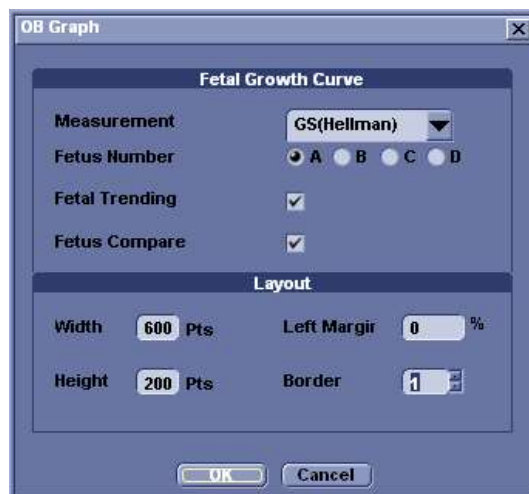 OB Graph
Fetal Growth Curve
Measurement GS(Hellman)
Fetus Number A B C D
Fetal Trending
Fetus Compare
Layout
Width 600 Pts Left Margin 0 %
Height 200 Pts Border 1
OK Cancel